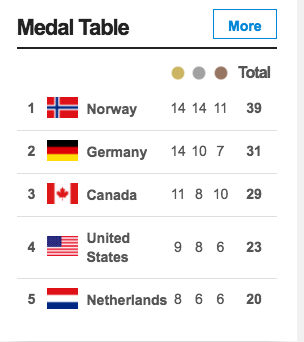 Medal Table
More
Total
1 Norway 14 14 11 39
2 Germany 14 10 7 31
3 Canada 11 8 10 29
4 United States 9 8 6 23
5 Netherlands 8 6 6 20